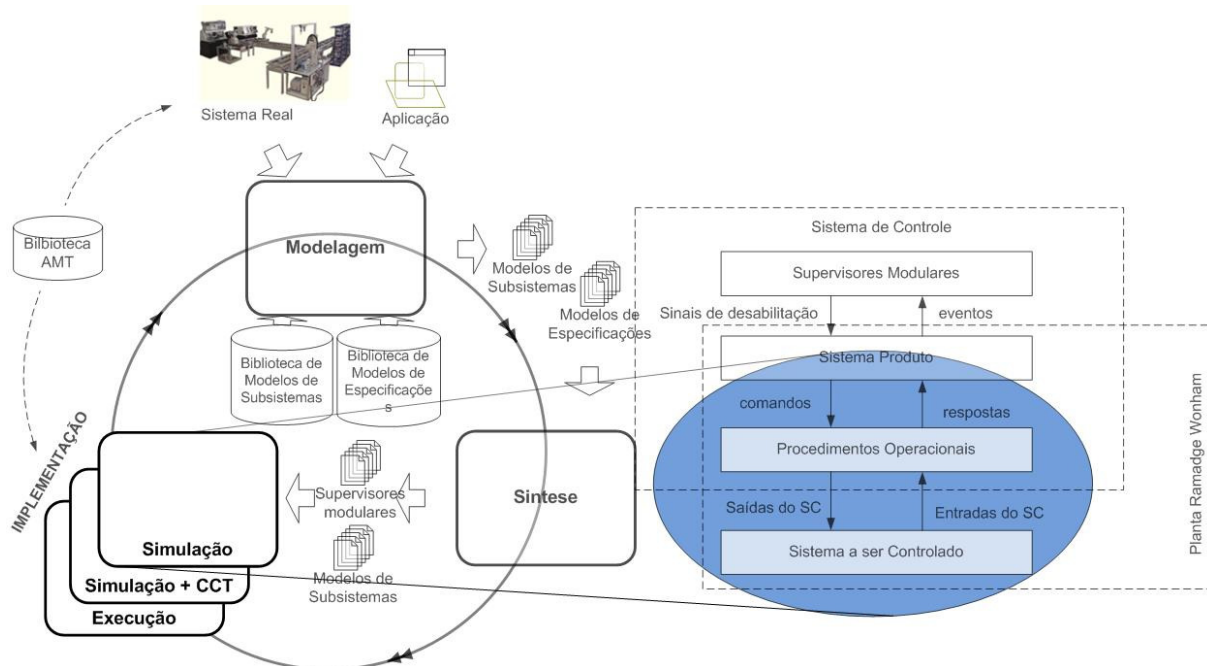 Sistema Real
Aplicação
Bilbioteca
AMT
Modelagem
Modelos de
Subsistemas
Modelos de
Especificações
Biblioteca de
Modelos de
Subsistemas
Biblioteca de
Modelos de
Especificaçõe
s
IMPLEMENTAÇÃO
Simulação
Simulação + CCT
Execução
Supervisores
modulares
Modelos de
Subsistemas
Sintese
Sistema de Controle
Supervisores Modulares
Sinais de desabilitação
eventos
Sistema Produto
comandos
respostas
Procedimentos Operacionais
Saídas do SC
Entradas do SC
Sistema a ser Controlado
Planta Ramadge Wonham